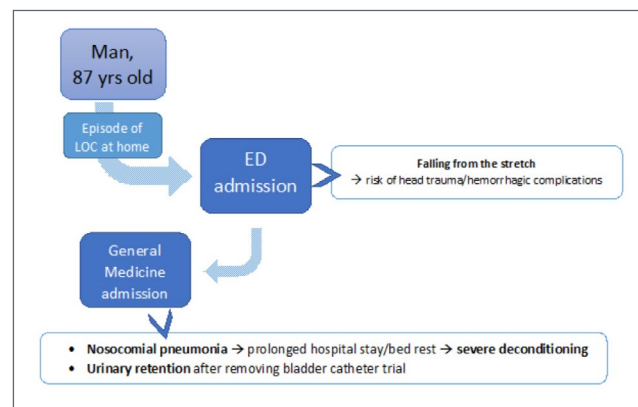 Man,
87 yrs old
Episode of
LOC at home
ED
admission
Falling from the stretch
→ risk of head trauma/hemorrhagic complications
General
Medicine
admission
• Nosocomial pneumonia → prolonged hospital stay/bed rest → severe deconditioning
• Urinary retention after removing bladder catheter trial